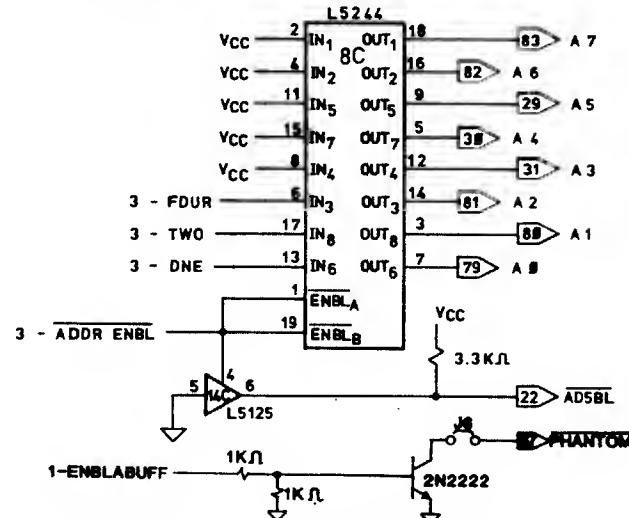 L5244
2 18
VCC IN1 OUT1 83 A 7
8C
4 16
VCC IN2 OUT2 82 A 6
11 9
VCC IN5 OUT5 29 A 5
15 5
VCC IN7 OUT7 30 A 4
8 12
VCC IN4 OUT4 31 A 3
6 14
3 - FDUR IN3 OUT3 81 A 2
17 3
3 - TWO IN8 OUT8 80 A 1
13 7
3 - DNE IN6 OUT6 79 A 0
1 ENBLA
3 - ADDR ENBL 19 ENBLB
VCC
3.3KΩ
4
5 14C 6 22 ADSBL
L5125
J6
PHANTOM
1-ENBLABUFF 1KΩ
2N2222
1KΩ